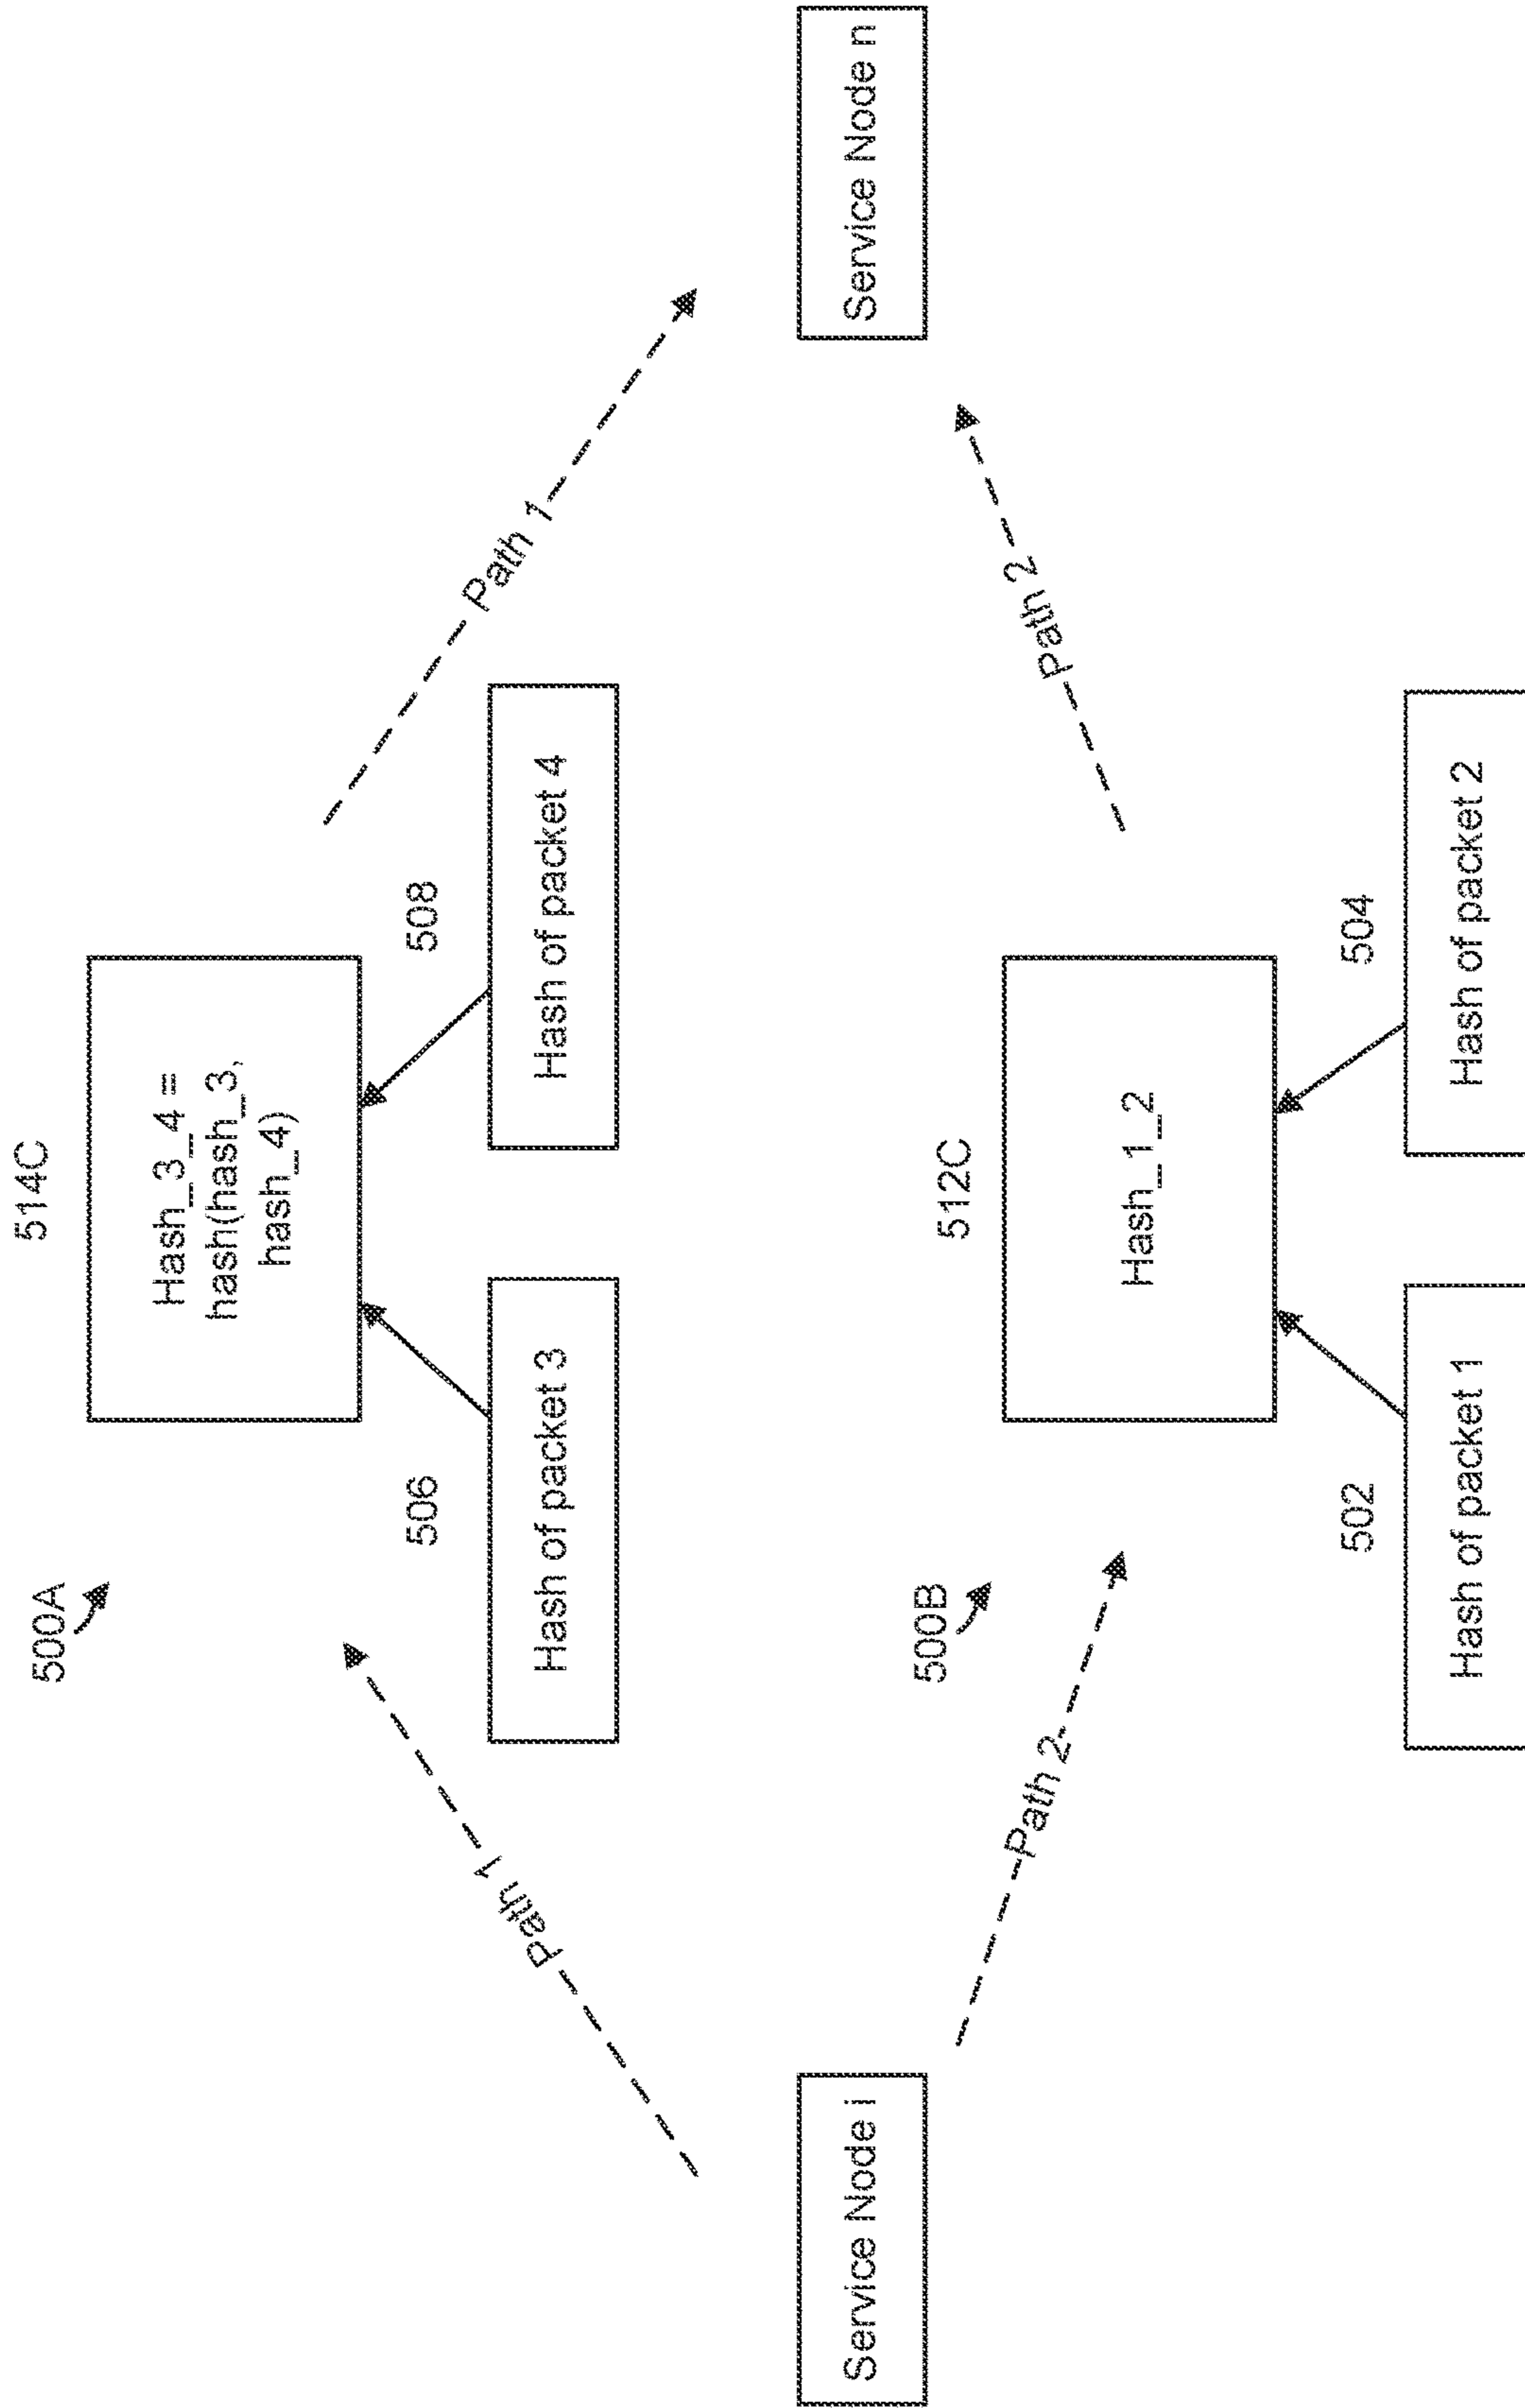 514C
500A
Hash_3_4 =
hash(hash_3,
hash_4)
506
508
Hash of packet 3
Hash of packet 4
Path 1
Path 1
Service Node i
Service Node n
Path 2
Path 2
500B
512C
Hash_1_2
502
504
Hash of packet 1
Hash of packet 2